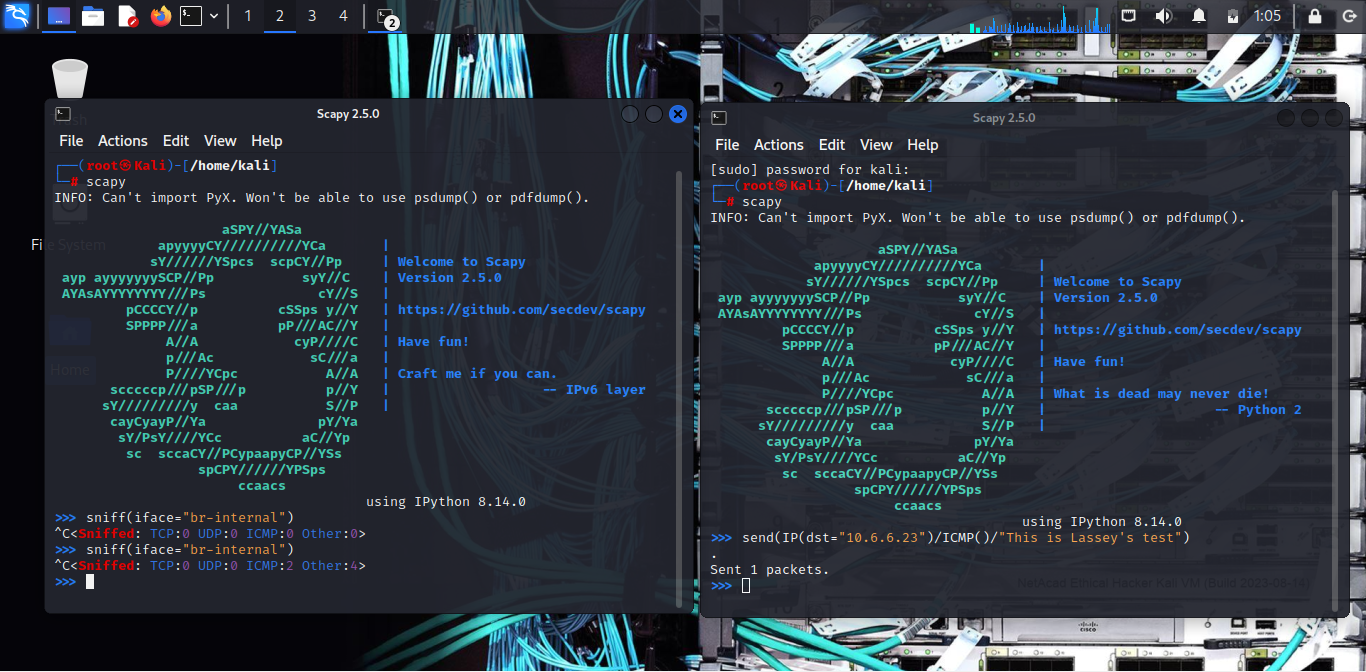 1 2 3 4 2 1:05
Scapy 2.5.0
File Actions Edit View Help
┌──(root㉿Kali)-[/home/kali]
└─# scapy
INFO: Can't import PyX. Won't be able to use psdump() or pdfdump().
aSPY//YASa
apyyyyCY//////////YCa |
sY//////YSpcs scpCY//Pp | Welcome to Scapy
ayp ayyyyyyySCP//Pp syY//C | Version 2.5.0
AYAsAYYYYYYYY///Ps cY//S |
pCCCCY//p cSSps y//Y | https://github.com/secdev/scapy
SPPPP///a pP///AC//Y |
A//A cyP////C | Have fun!
p///Ac sC///a |
P////YCpc A//A | Craft me if you can.
scccccp///pSP///p p//Y | -- IPv6 layer
sY/////////y caa S//P |
cayCyayP//Ya pY/Ya
sY/PsY////YCc aC//Yp
sc sccaCY//PCypaapyCP//YSs
spCPY//////YPSps
ccaacs
using IPython 8.14.0
>>> sniff(iface="br-internal")
^C<Sniffed: TCP:0 UDP:0 ICMP:0 Other:0>
>>> sniff(iface="br-internal")
^C<Sniffed: TCP:0 UDP:0 ICMP:2 Other:4>
>>>
File System
Home
Scapy 2.5.0
File Actions Edit View Help
[sudo] password for kali:
┌──(root㉿Kali)-[/home/kali]
└─# scapy
INFO: Can't import PyX. Won't be able to use psdump() or pdfdump().
aSPY//YASa
apyyyyCY//////////YCa |
sY//////YSpcs scpCY//Pp | Welcome to Scapy
ayp ayyyyyyySCP//Pp syY//C | Version 2.5.0
AYAsAYYYYYYYY///Ps cY//S |
pCCCCY//p cSSps y//Y | https://github.com/secdev/scapy
SPPPP///a pP///AC//Y |
A//A cyP////C | Have fun!
p///Ac sC///a |
P////YCpc A//A | What is dead may never die!
scccccp///pSP///p p//Y | -- Python 2
sY/////////y caa S//P |
cayCyayP//Ya pY/Ya
sY/PsY////YCc aC//Yp
sc sccaCY//PCypaapyCP//YSs
spCPY//////YPSps
ccaacs
using IPython 8.14.0
>>> send(IP(dst="10.6.6.23")/ICMP()/"This is Lassey's test")
.
Sent 1 packets.
>>>
NetAcad Ethical Hacker Kali VM (Build 2023-08-14)
CISCO